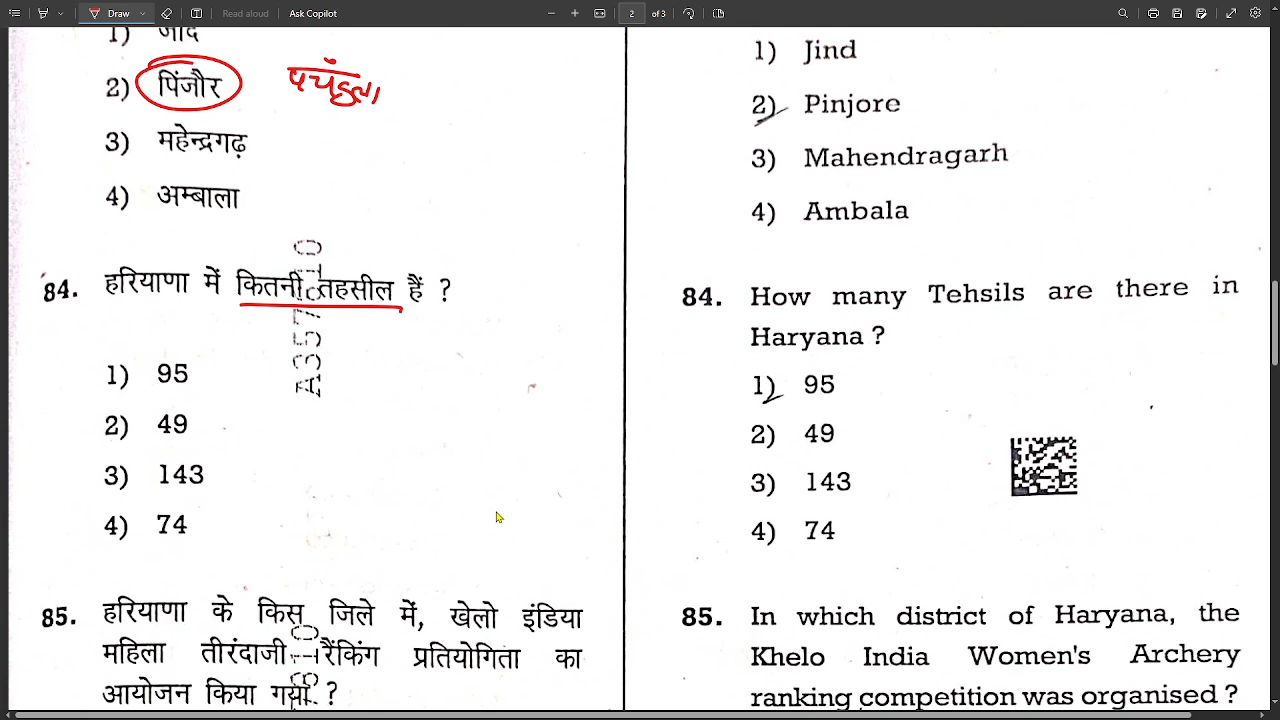 Draw
Read aloud
Ask Copilot
2
of 3
1) जींद
2) पिंजौर
3) महेन्द्रगढ़
4) अम्बाला
84. हरियाणा में कितनी तहसील हैं ?
1) 95
2) 49
3) 143
4) 74
85. हरियाणा के किस जिले में, खेलो इंडिया
महिला तीरंदाजी रैंकिंग प्रतियोगिता का
आयोजन किया गया ?
1) Jind
2) Pinjore
3) Mahendragarh
4) Ambala
84. How many Tehsils are there in
Haryana ?
1) 95
2) 49
3) 143
4) 74
85. In which district of Haryana, the
Khelo India Women's Archery
ranking competition was organised ?